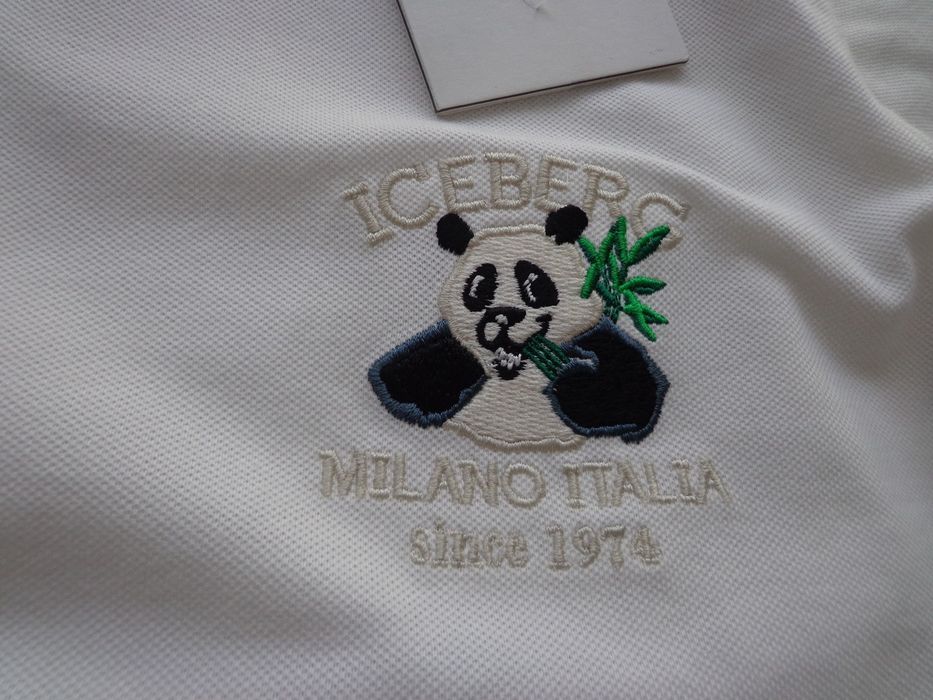 ICEBERG
MILANO ITALIA
since 1974